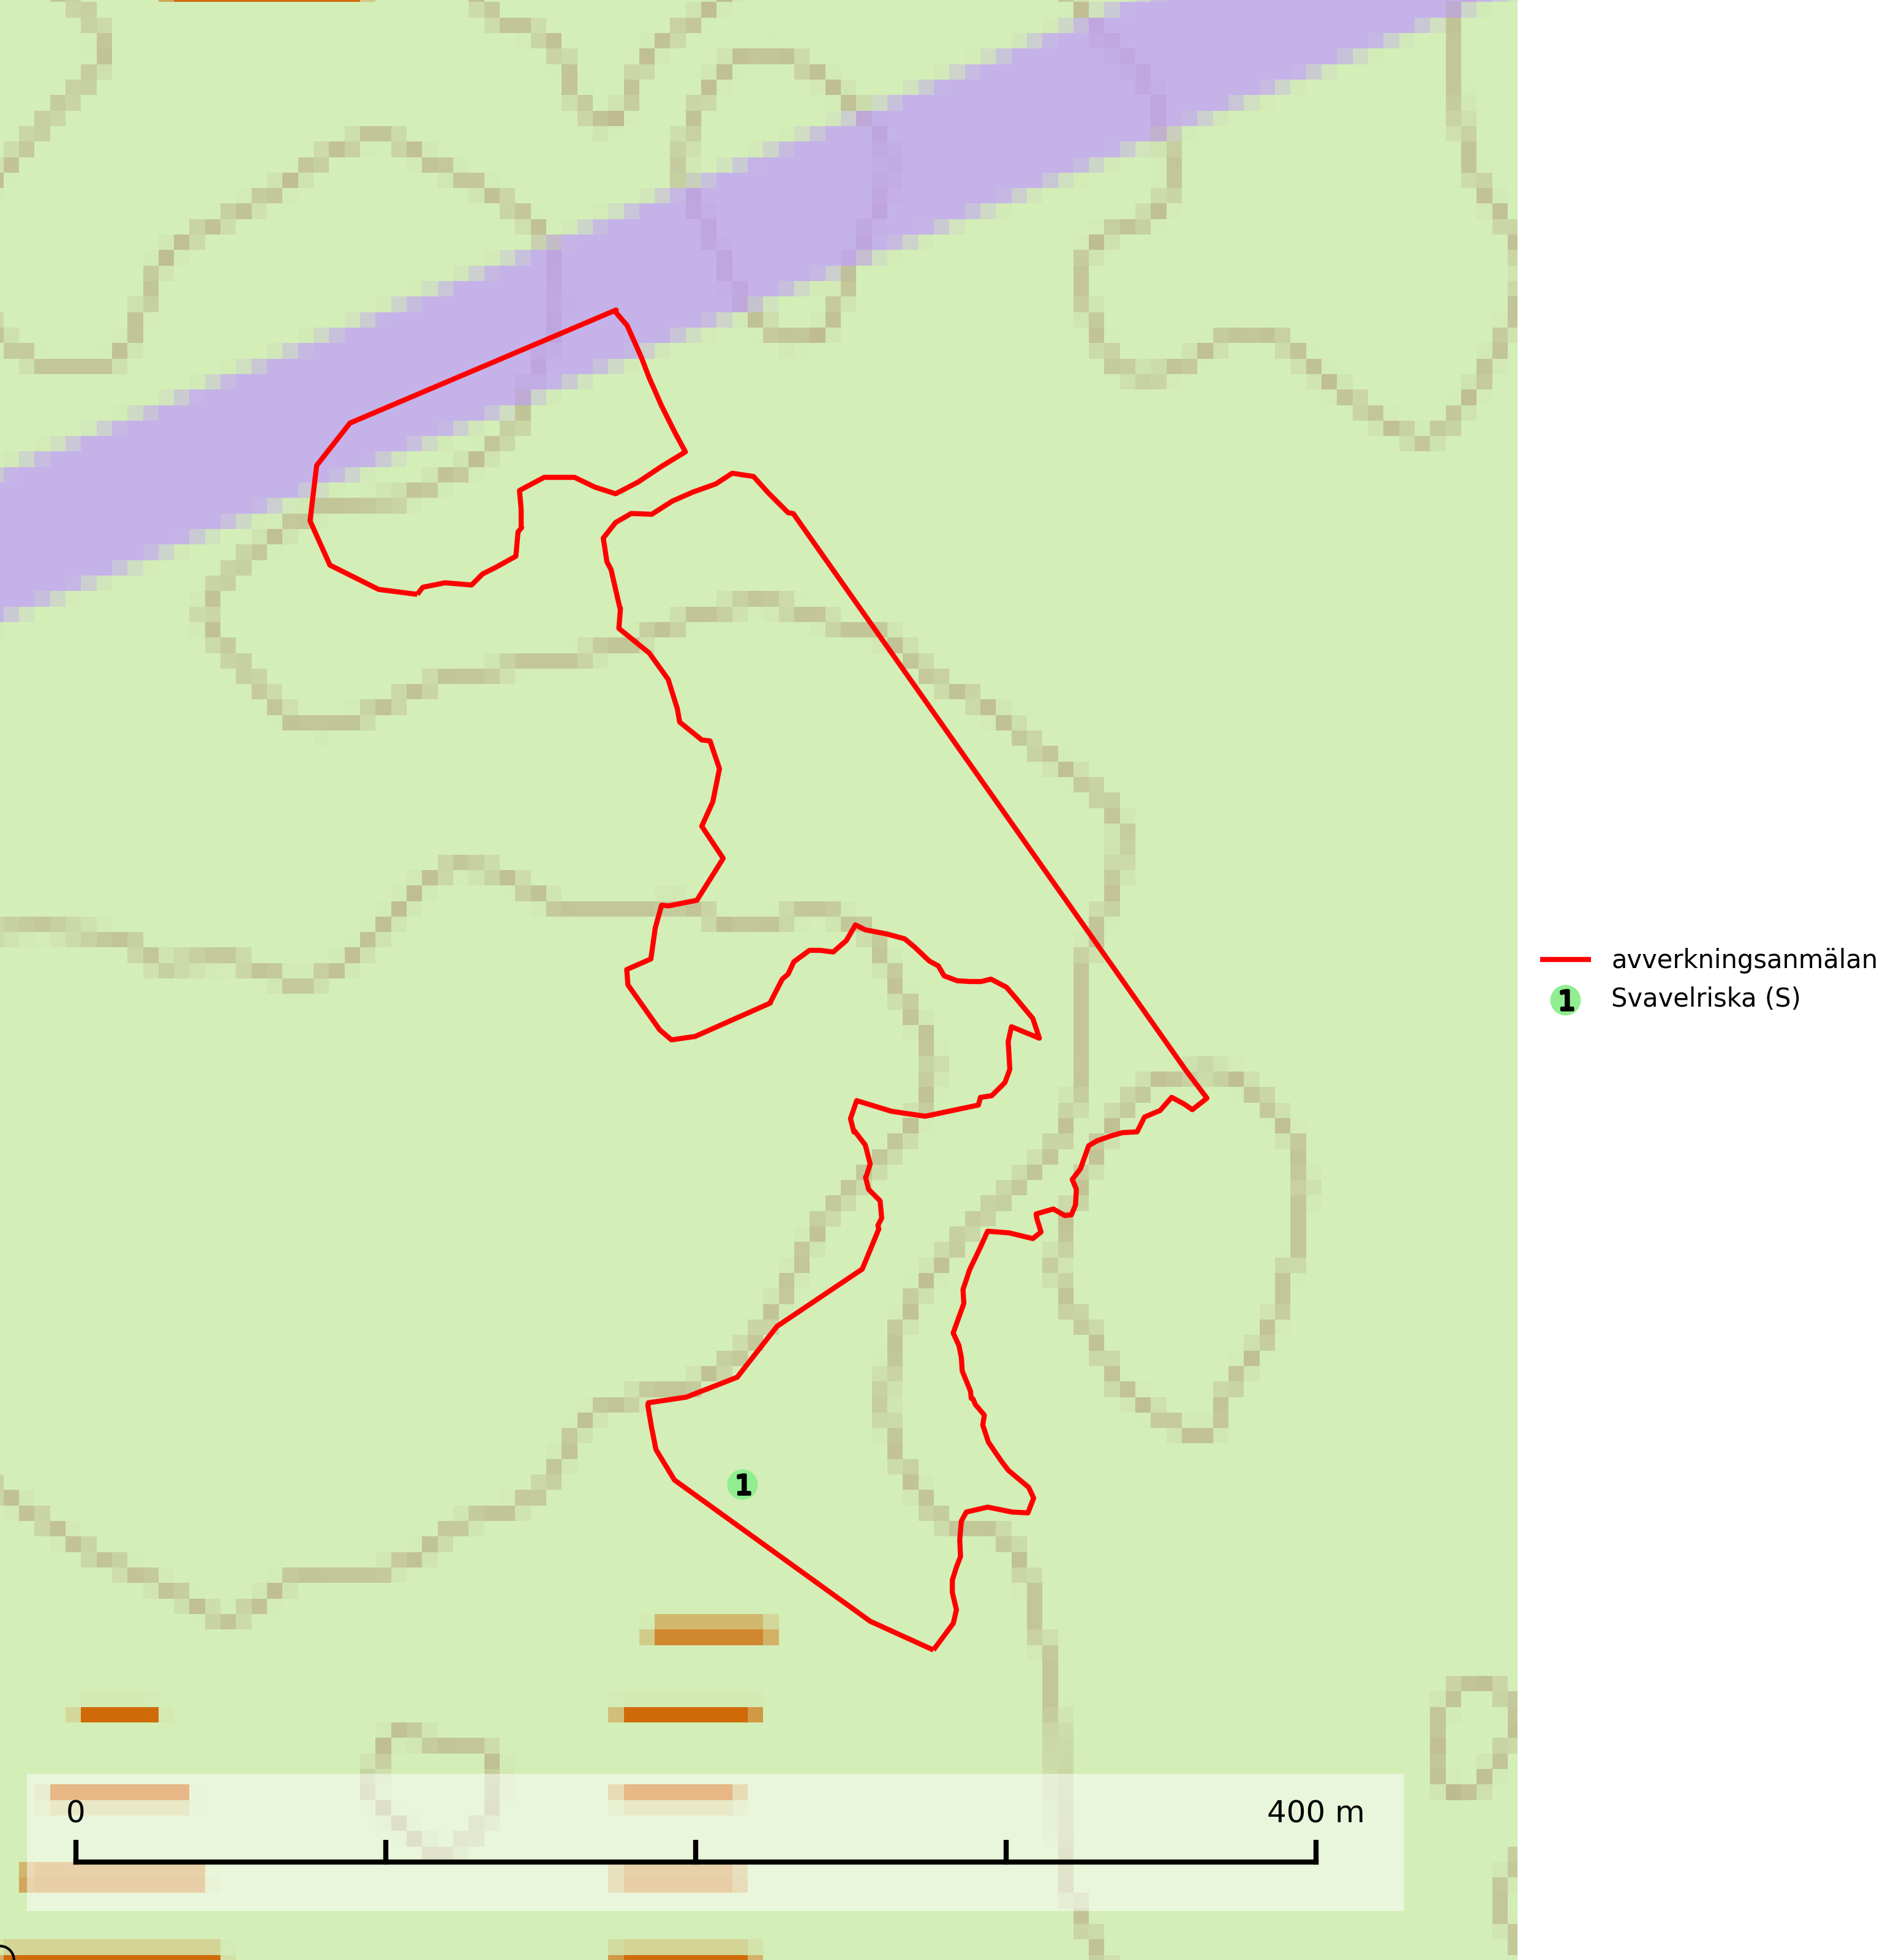 avverkningsanmälan
1 Svavelriska (S)
1
0 400 m